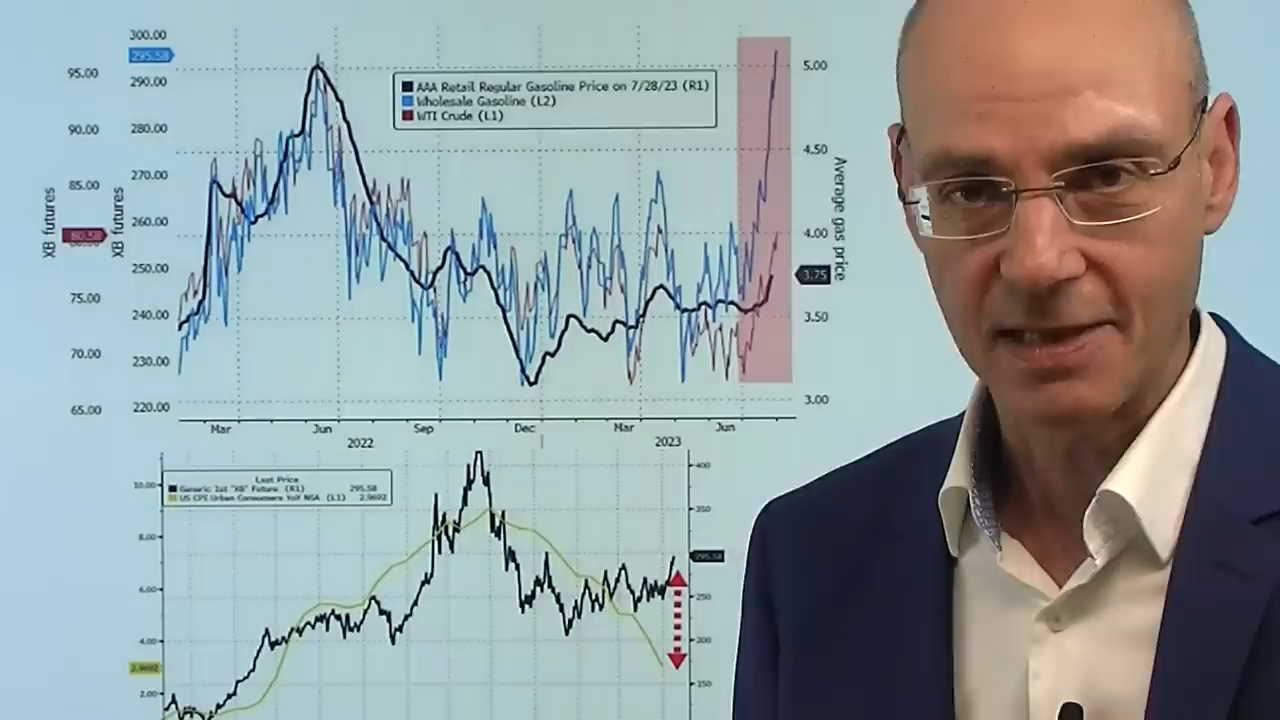 300.00
295.58
95.00
290.00
5.00
AAA Retail Regular Gasoline Price on 7/28/23 (R1)
Wholesale Gasoline (L2)
WTI Crude (L1)
90.00
280.00
4.50
270.00
85.00
260.00
4.00
XB futures
XB futures
80.58
Average gas price
250.00
3.75
75.00
240.00
3.50
230.00
70.00
65.00
220.00
3.00
Mar
Jun
Sep
Dec
Mar
Jun
2022
2023
Last Price
Generic 1st "XB" Future (R1) 295.58
US CPI Urban Consumers YoY NSA (L1) 2.9692
10.00
400
350
8.00
295.58
6.00
250
4.00
200
2.9692
2.00
150